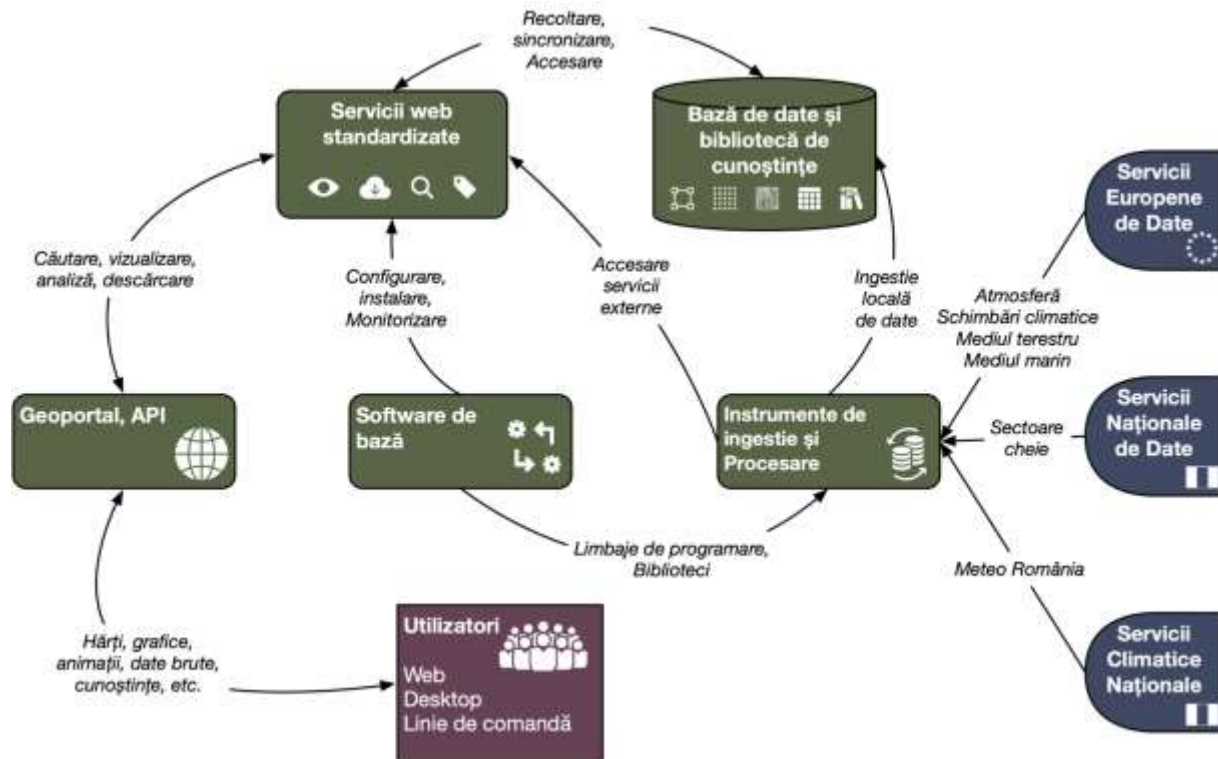 Recoltare,
sincronizare,
Accesare
Servicii web
standardizate
Bază de date și
bibliotecă de
cunoștințe
Servicii
Europene
de Date
Căutare, vizualizare,
analiză, descărcare
Configurare,
instalare,
Monitorizare
Accesare
servicii
externe
Ingestie
locală
de date
Atmosferă
Schimbări climatice
Mediul terestru
Mediul marin
Geoportal, API
Software de
bază
Instrumente de
ingestie și
Procesare
Sectoare
cheie
Servicii
Naționale
de Date
Limbaje de programare,
Biblioteci
Meteo România
Hărți, grafice,
animații, date brute,
cunoștințe, etc.
Utilizatori
Web
Desktop
Linie de comandă
Servicii
Climatice
Naționale